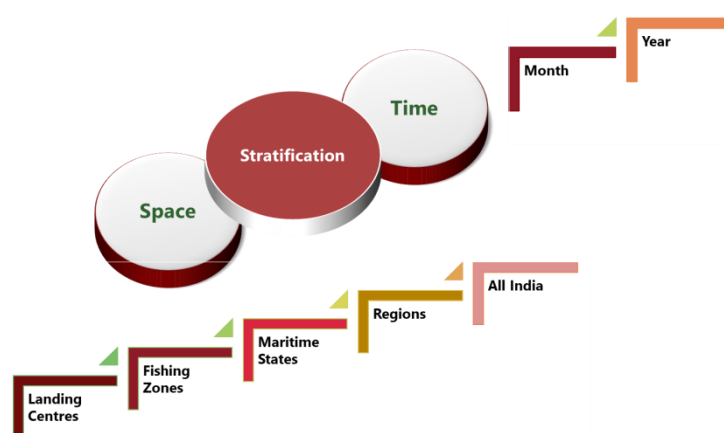 Year
Month
Time
Stratification
Space
All India
Regions
Maritime
States
Fishing
Zones
Landing
Centres